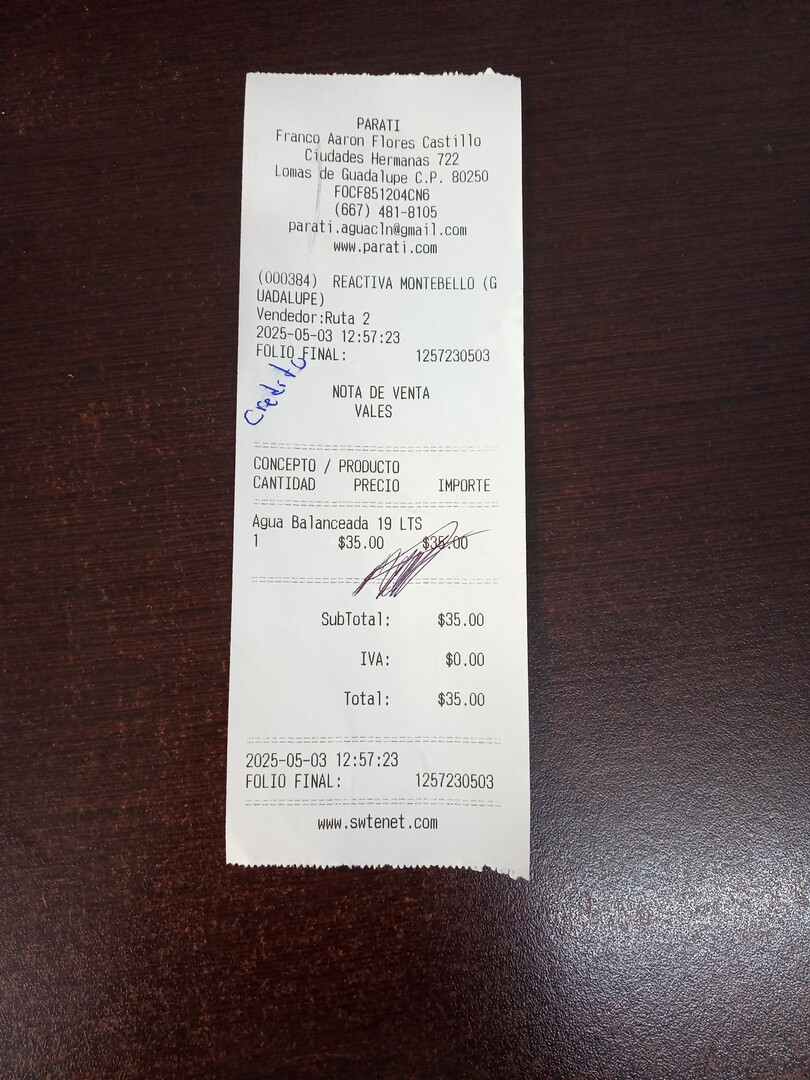 PARATI
Franco Aaron Flores Castillo
Ciudades Hermanas 722
Lomas de Guadalupe C.P. 80250
FOCF851204CN6
(667) 481-8105
parati.aguacln@gmail.com
www.parati.com
(000384) REACTIVA MONTEBELLO (G
UADALUPE)
Vendedor:Ruta 2
2025-05-03 12:57:23
FOLIO FINAL: 1257230503
Credito
NOTA DE VENTA
VALES
CONCEPTO / PRODUCTO
CANTIDAD PRECIO IMPORTE
Agua Balanceada 19 LTS
1 $35.00 $35.00
SubTotal: $35.00
IVA: $0.00
Total: $35.00
2025-05-03 12:57:23
FOLIO FINAL: 1257230503
www.swtenet.com